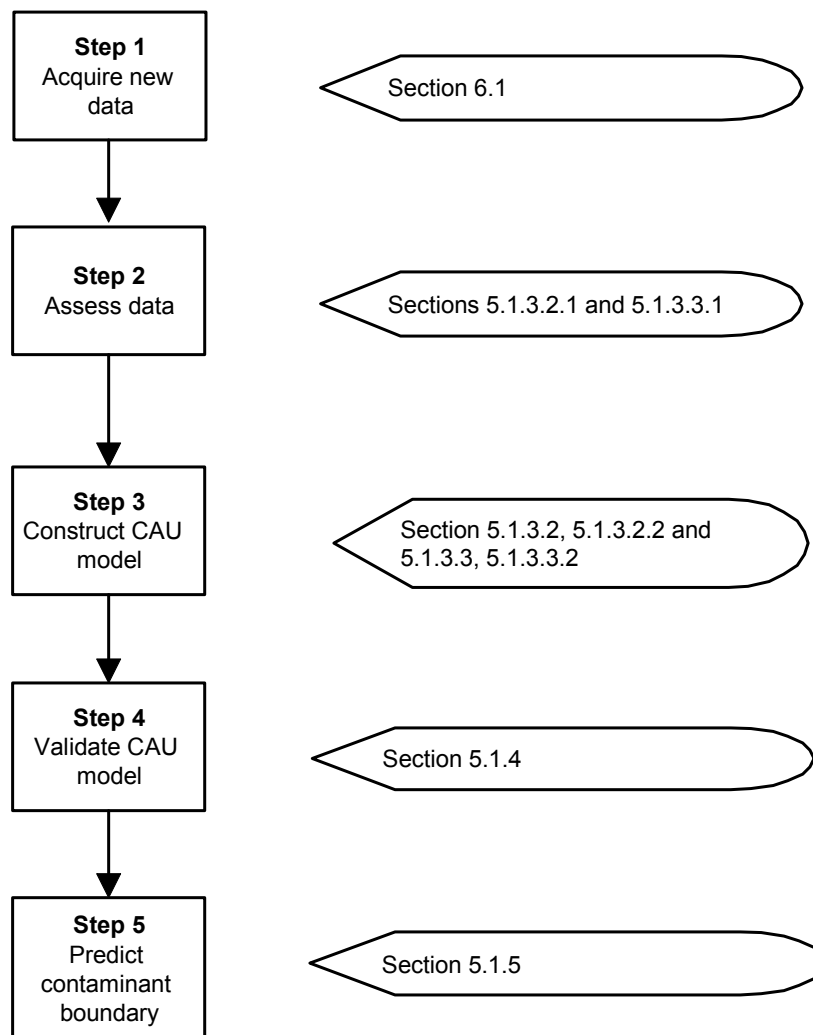 Step 1
Acquire new
data
Section 6.1
Step 2
Assess data
Sections 5.1.3.2.1 and 5.1.3.3.1
Step 3
Construct CAU
model
Section 5.1.3.2, 5.1.3.2.2 and
5.1.3.3, 5.1.3.3.2
Step 4
Validate CAU
model
Section 5.1.4
Step 5
Predict
contaminant
boundary
Section 5.1.5